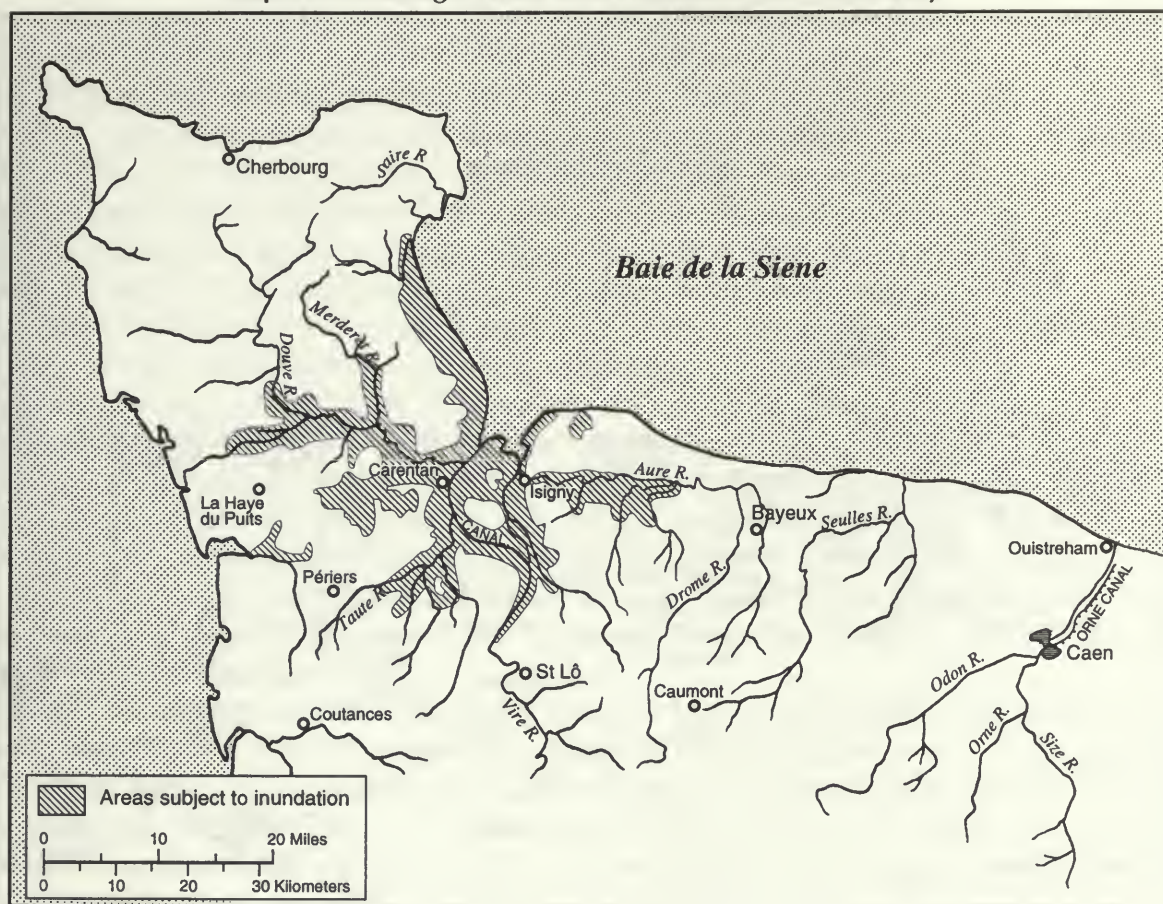 Cherbourg
Saire R
Baie de la Siene
Merderet R.
Douve R.
Carentan
Isigny
Aure R.
La Haye
du Puits
CANAL
Bayeux
Seulles R.
Ouistreham
Périers
Taute R.
Drome R.
ORNE CANAL
Caen
St Lô
Caumont
Odon R.
Vire R.
Orne R.
Size R.
Coutances
Areas subject to inundation
0 10 20 Miles
0 10 20 30 Kilometers